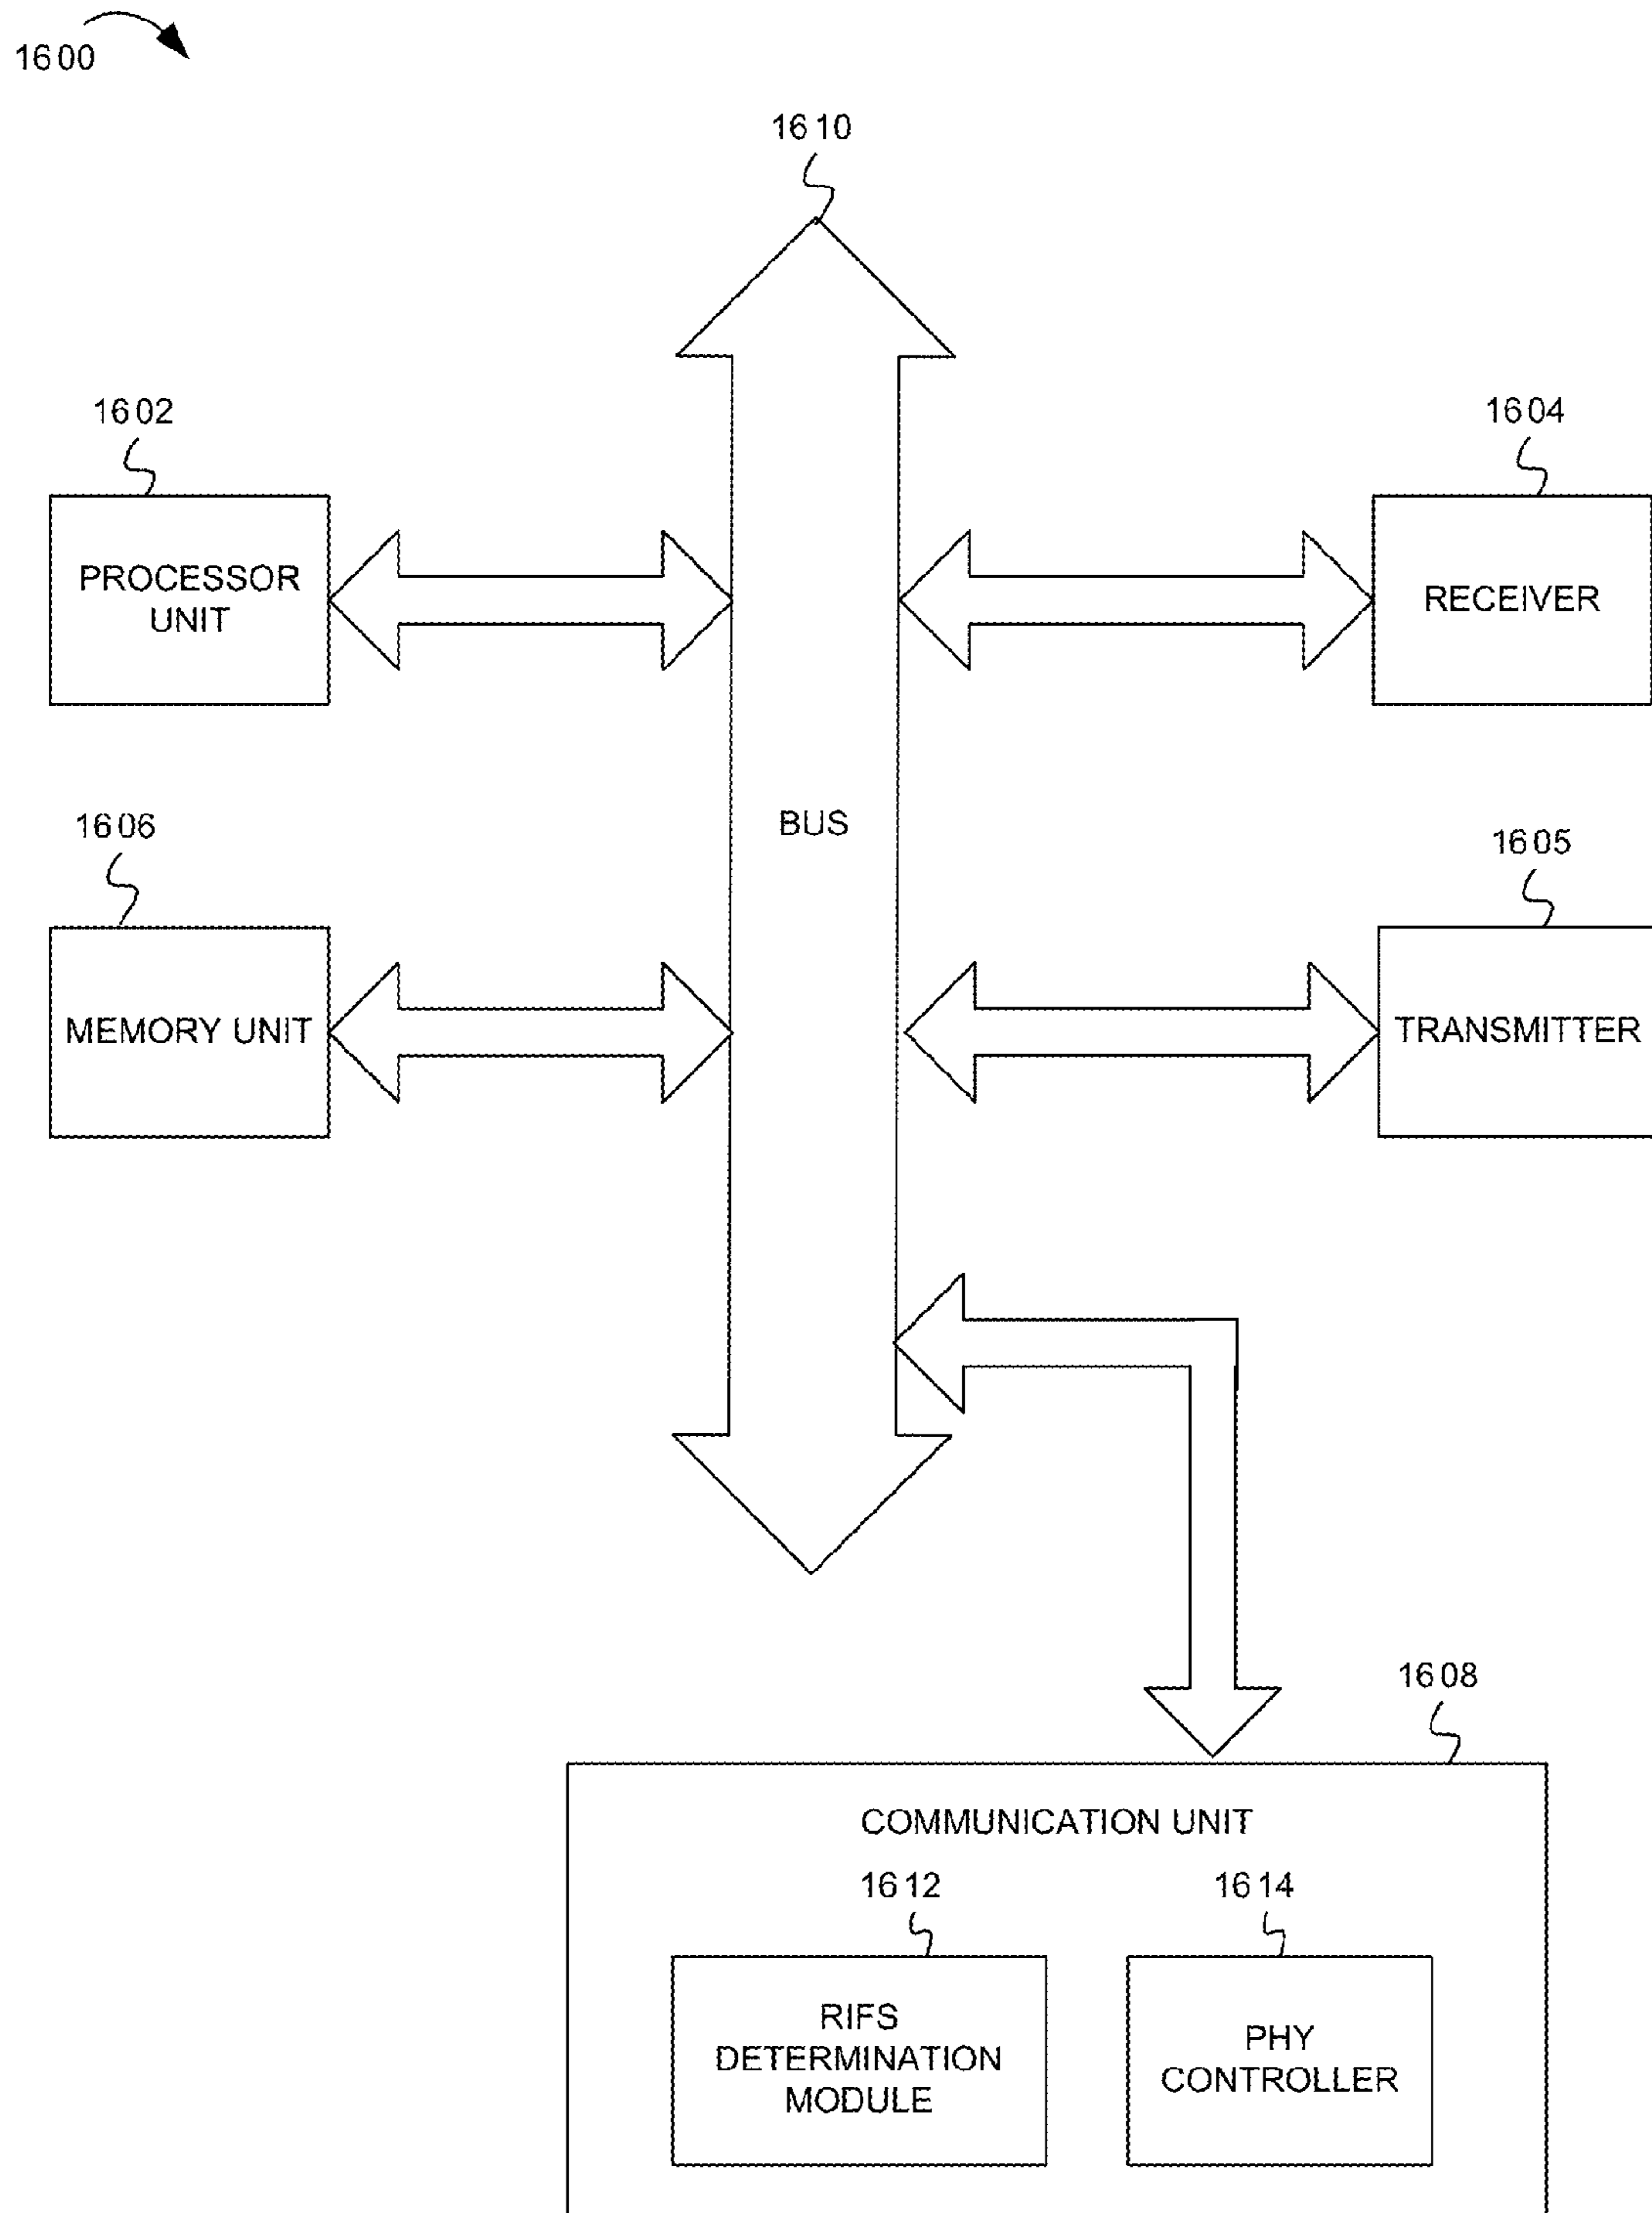 1600
1610
1602
1604
PROCESSOR
UNIT
RECEIVER
1606
BUS
1605
MEMORY UNIT
TRANSMITTER
1608
COMMUNICATION UNIT
1612
1614
RIFS
DETERMINATION
MODULE
PHY
CONTROLLER